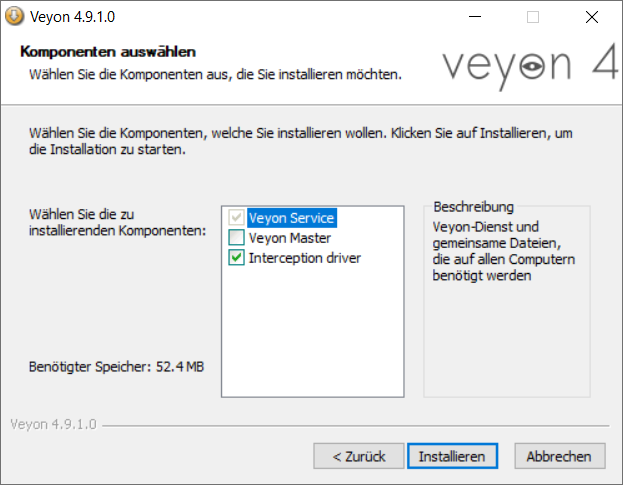 Veyon 4.9.1.0
Komponenten auswählen
Wählen Sie die Komponenten aus, die Sie installieren möchten.
veyon 4
Wählen Sie die Komponenten, welche Sie installieren wollen. Klicken Sie auf Installieren, um
die Installation zu starten.
Wählen Sie die zu
installierenden Komponenten:
Veyon Service
Veyon Master
Interception driver
Beschreibung
Veyon-Dienst und
gemeinsame Dateien,
die auf allen Computern
benötigt werden
Benötigter Speicher: 52.4 MB
Veyon 4.9.1.0
< Zurück
Installieren
Abbrechen